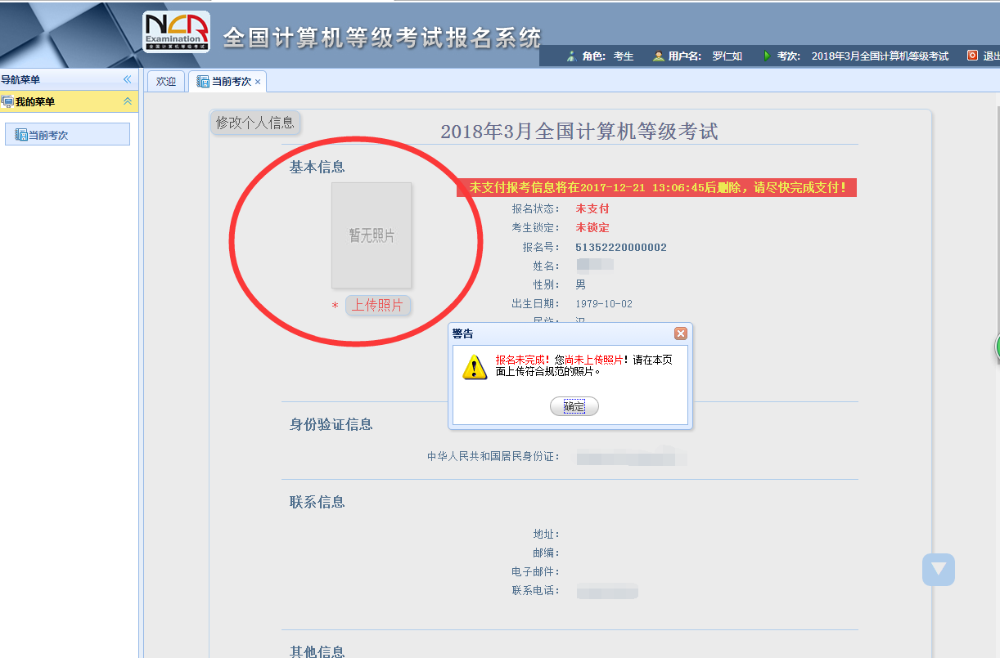 NCR
Examination
全国计算机等级考试
全国计算机等级考试报名系统
角色: 考生 用户名: 罗仁如 考次: 2018年3月全国计算机等级考试 退出
导航菜单
我的菜单
当前考次
欢迎 当前考次 ×
修改个人信息
2018年3月全国计算机等级考试
基本信息
未支付报考信息将在2017-12-21 13:06:45后删除，请尽快完成支付！
暂无照片
* 上传照片
报名状态： 未支付
考生锁定： 未锁定
报名号： 51352220000002
姓名：
性别： 男
出生日期： 1979-10-02
民族： 汉
警告
报名未完成！您尚未上传照片！请在本页
面上传符合规范的照片。
确定
身份验证信息
中华人民共和国居民身份证：
联系信息
地址：
邮编：
电子邮件：
联系电话：
其他信息